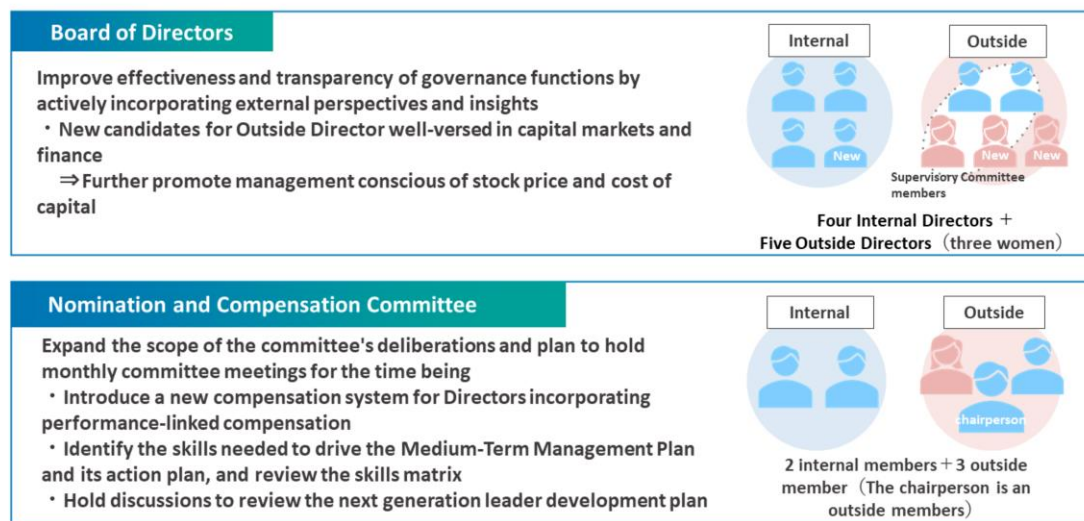 Board of Directors
Improve effectiveness and transparency of governance functions by
actively incorporating external perspectives and insights
・New candidates for Outside Director well-versed in capital markets and
finance
⇒Further promote management conscious of stock price and cost of
capital
Internal
Outside
New
New
New
Supervisory Committee
members
Four Internal Directors +
Five Outside Directors（three women）
Nomination and Compensation Committee
Expand the scope of the committee's deliberations and plan to hold
monthly committee meetings for the time being
・Introduce a new compensation system for Directors incorporating
performance-linked compensation
・Identify the skills needed to drive the Medium-Term Management Plan
and its action plan, and review the skills matrix
・Hold discussions to review the next generation leader development plan
Internal
Outside
chairperson
2 internal members＋3 outside
member（The chairperson is an
outside members）